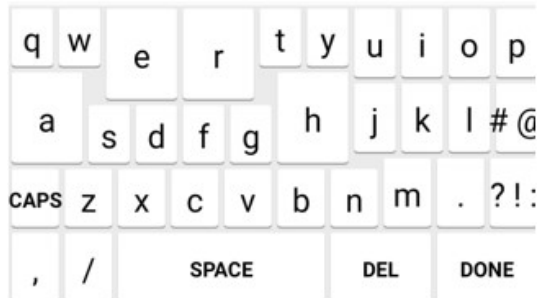 q w e r t y u i o p
a s d f g h j k l #@
CAPS z x c v b n m . ?!:
, / SPACE DEL DONE